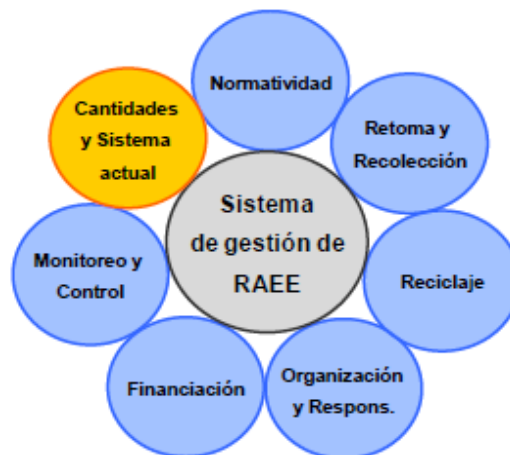 Normatividad
Cantidades
y Sistema
actual
Retoma y
Recolección
Sistema
de gestión de
RAEE
Monitoreo y
Control
Reciclaje
Financiación
Organización
y Respons.